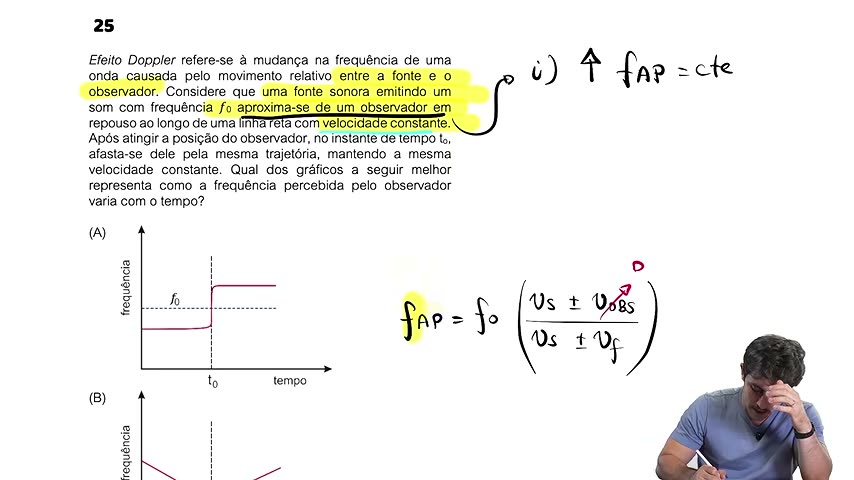 25
Efeito Doppler refere-se à mudança na frequência de uma
onda causada pelo movimento relativo entre a fonte e o
observador. Considere que uma fonte sonora emitindo um
som com frequência f0 aproxima-se de um observador em
repouso ao longo de uma linha reta com velocidade constante.
Após atingir a posição do observador, no instante de tempo t0,
afasta-se dele pela mesma trajetória, mantendo a mesma
velocidade constante. Qual dos gráficos a seguir melhor
representa como a frequência percebida pelo observador
varia com o tempo?
i) ↑ fAP = cte
(A)
frequência
f0
t0
tempo
fAP = f0 (vs ± vOBS / vs ± vf)
0
(B)
frequência